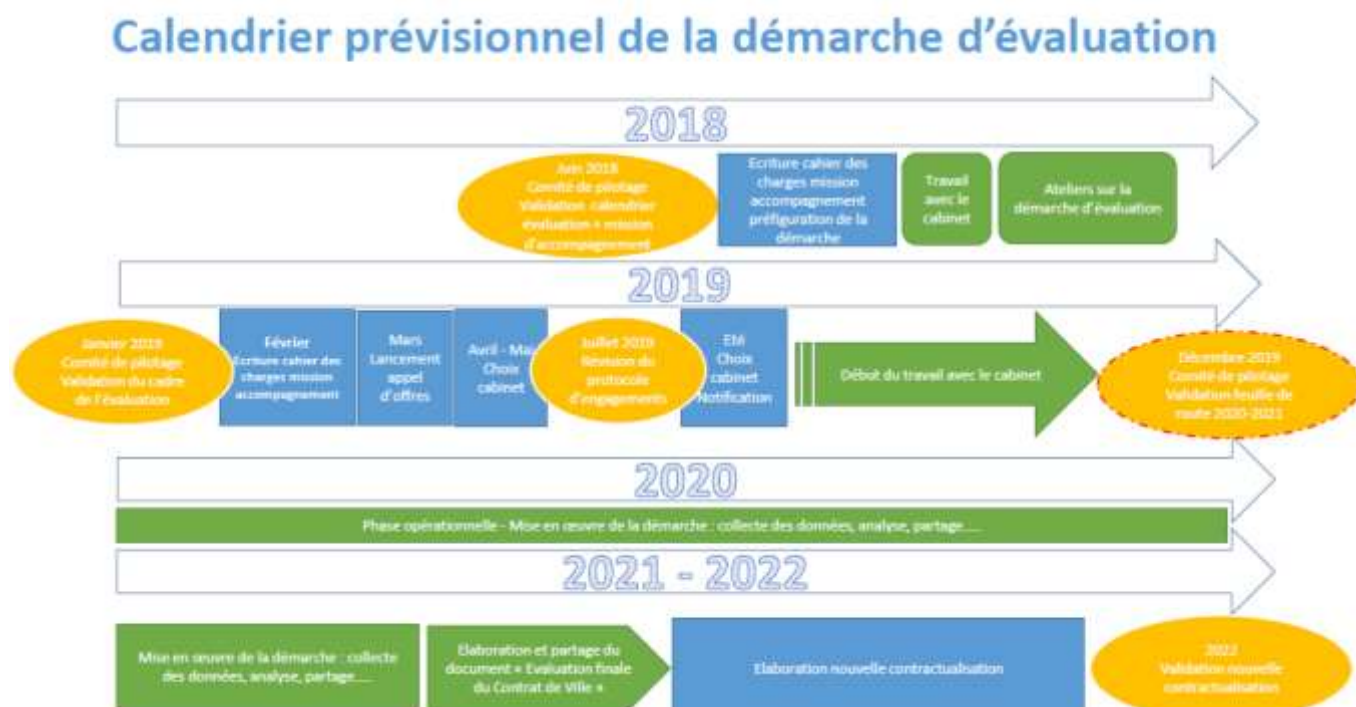 Calendrier prévisionnel de la démarche d'évaluation
2018
Juin 2018
Comité de pilotage
Validation calendrier
évaluation + mission
d'accompagnement
Ecriture cahier des
charges mission
accompagnement
préfiguration de la
démarche
Travail
avec le
cabinet
Ateliers sur la
démarche d'évaluation
2019
Janvier 2019
Comité de pilotage
Validation du cadre
de l'évaluation
Février
Ecriture cahier des
charges mission
accompagnement
Mars
Lancement
appel
d'offres
Avril - Mai
Choix
cabinet
Juillet 2019
Révision du
protocole
d'engagements
Eté
Choix
cabinet
Notification
Début du travail avec le cabinet
Décembre 2019
Comité de pilotage
Validation feuille de
route 2020-2021
2020
Phase opérationnelle - Mise en œuvre de la démarche : collecte des données, analyse, partage.....
2021 - 2022
Mise en œuvre de la démarche : collecte
des données, analyse, partage.....
Elaboration et partage du
document « Evaluation finale
du Contrat de Ville »
Elaboration nouvelle contractualisation
2022
Validation nouvelle
contractualisation